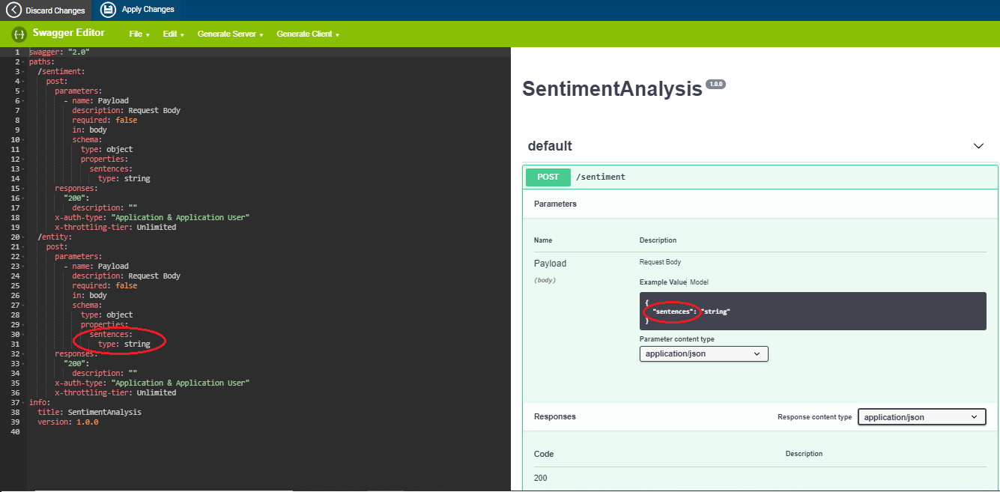 Discard Changes Apply Changes
{··} Swagger Editor File Edit Generate Server Generate Client
1 swagger: "2.0"
2 paths:
3 /sentiment:
4 post:
5 parameters:
6 - name: Payload
7 description: Request Body
8 required: false
9 in: body
10 schema:
11 type: object
12 properties:
13 sentences:
14 type: string
15 responses:
16 "200":
17 description: ""
18 x-auth-type: "Application & Application User"
19 x-throttling-tier: Unlimited
20 /entity:
21 post:
22 parameters:
23 - name: Payload
24 description: Request Body
25 required: false
26 in: body
27 schema:
28 type: object
29 properties:
30 sentences:
31 type: string
32 responses:
33 "200":
34 description: ""
35 x-auth-type: "Application & Application User"
36 x-throttling-tier: Unlimited
37 info:
38 title: SentimentAnalysis
39 version: 1.0.0
40
SentimentAnalysis 1.0.0
default
POST /sentiment
Parameters
Name Description
Payload Request Body
(body)
Example Value Model
{
"sentences": "string"
}
Parameter content type
application/json
Responses Response content type application/json
Code Description
200